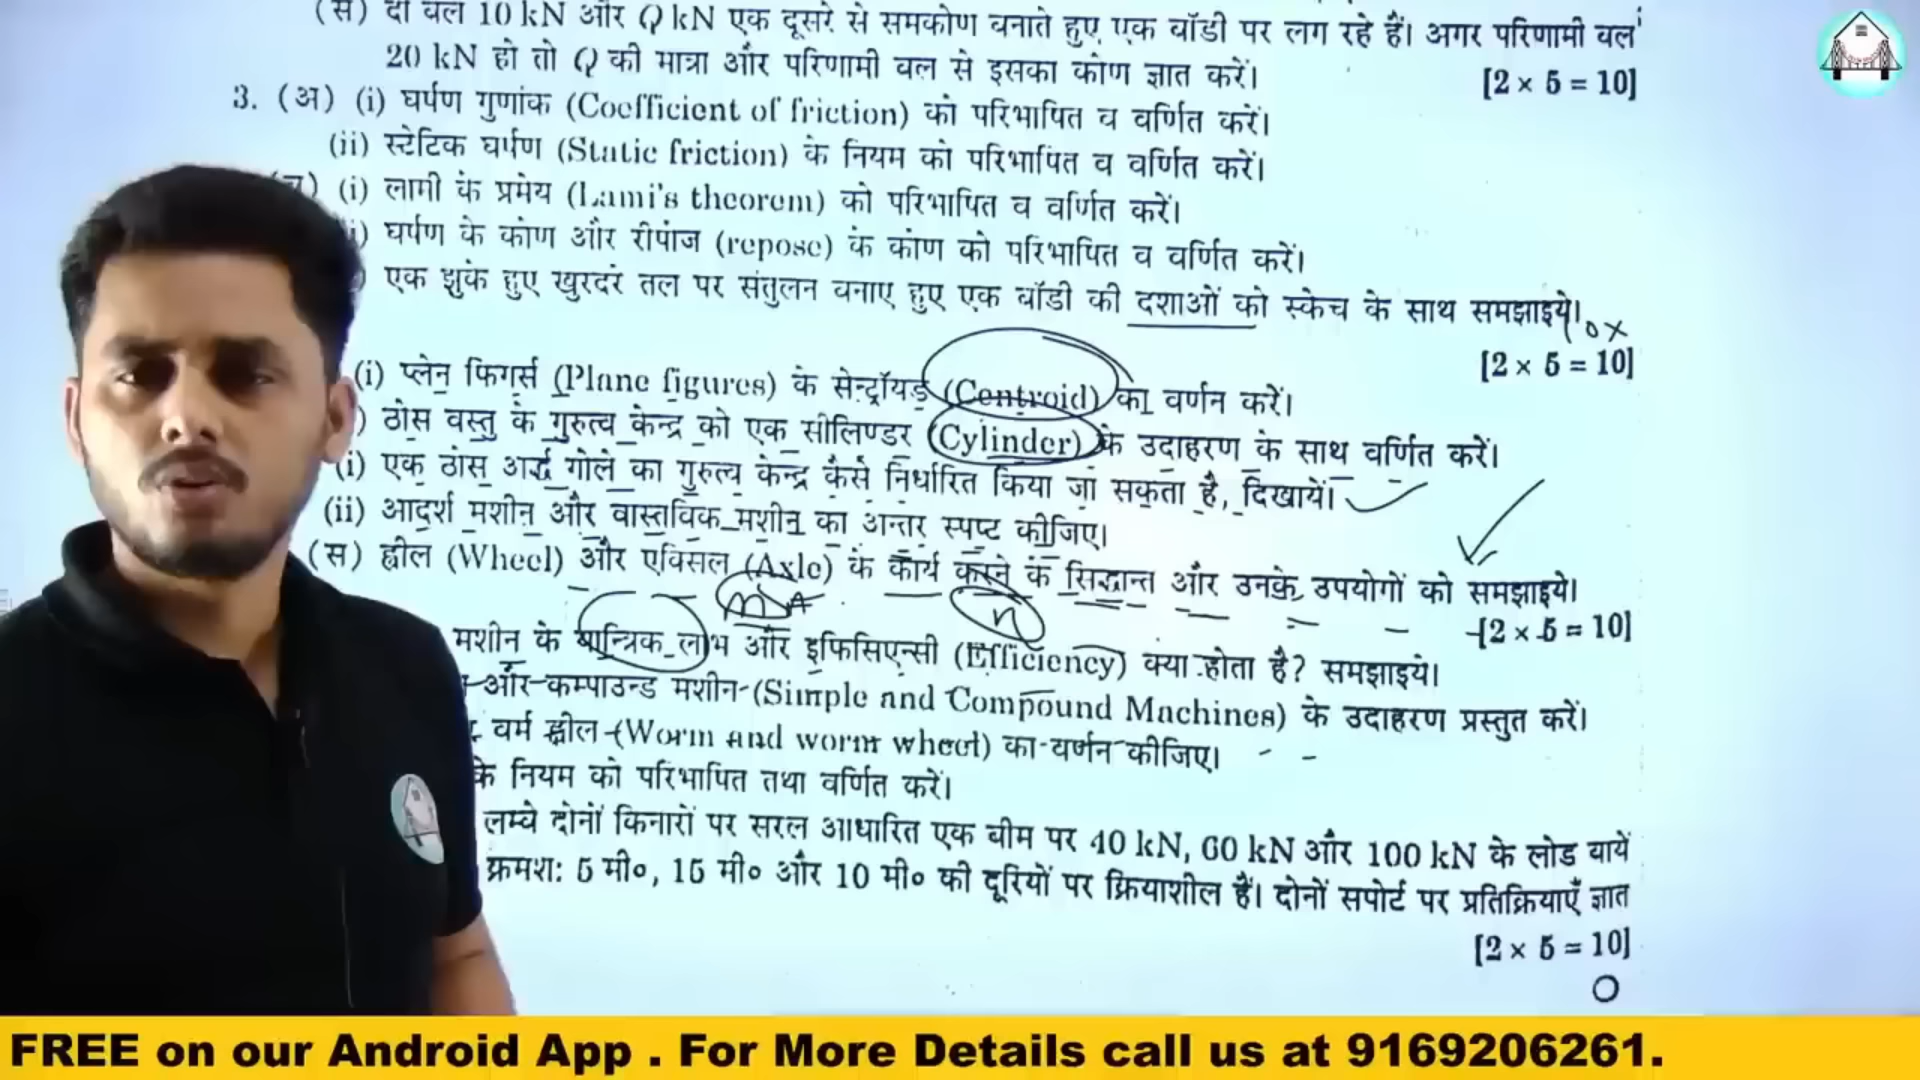 (स) दो बल 10 kN और Q kN एक दूसरे से समकोण बनाते हुए एक बॉडी पर लग रहे हैं। अगर परिणामी बल
20 kN हो तो Q की मात्रा और परिणामी बल से इसका कोण ज्ञात करें।
[2 × 5 = 10]
3. (अ) (i) घर्षण गुणांक (Coefficient of friction) को परिभाषित व वर्णित करें।
(ii) स्टेटिक घर्षण (Static friction) के नियम को परिभाषित व वर्णित करें।
(i) लामी के प्रमेय (Lami's theorem) को परिभाषित व वर्णित करें।
घर्षण के कोण और रीपोज (repose) के कोण को परिभाषित व वर्णित करें।
एक झुके हुए खुरदरे तल पर संतुलन बनाए हुए एक बॉडी की दशाओं को स्केच के साथ समझाइये।
[2 × 5 = 10]
(i) प्लेन फिगर्स (Plane figures) के सेन्ट्रॉयड (Centroid) का वर्णन करें।
ठोस वस्तु के गुरुत्व केन्द्र को एक सीलिण्डर (Cylinder) के उदाहरण के साथ वर्णित करें।
(i) एक ठोस अर्द्ध गोले का गुरुत्व केन्द्र कैसे निर्धारित किया जा सकता है, दिखायें।
(ii) आदर्श मशीन और वास्तविक मशीन का अन्तर स्पष्ट कीजिए।
(स) ह्वील (Wheel) और एक्सिल (Axle) के कार्य करने के सिद्धान्त और उनके उपयोगों को समझाइये।
[2 × 5 = 10]
मशीन के यान्त्रिक लाभ और इफिसिएन्सी (Efficiency) क्या होता है? समझाइये।
और कम्पाउन्ड मशीन (Simple and Compound Machines) के उदाहरण प्रस्तुत करें।
वर्म ह्वील (Worm and worm wheel) का वर्णन कीजिए।
के नियम को परिभाषित तथा वर्णित करें।
लम्बे दोनों किनारों पर सरल आधारित एक बीम पर 40 kN, 60 kN और 100 kN के लोड बायें
क्रमशः 5 मी०, 15 मी० और 10 मी० की दूरियों पर क्रियाशील हैं। दोनों सपोर्ट पर प्रतिक्रियाएँ ज्ञात
[2 × 5 = 10]
FREE on our Android App . For More Details call us at 9169206261.